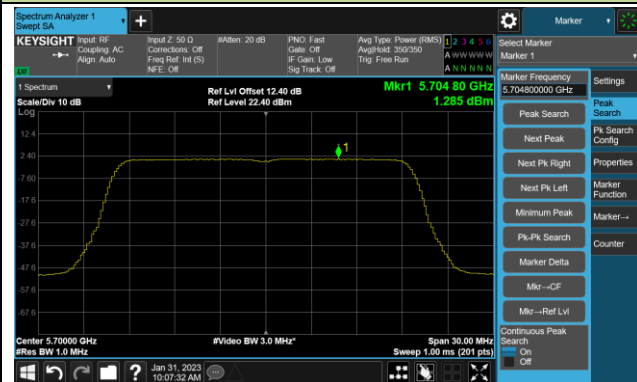 Spectrum Analyzer 1
Swept SA
+
Marker
KEYSIGHT
Input: RF
Coupling: AC
Align: Auto
Input Z: 50 Ω
Corrections: Off
Freq Ref: Int (S)
NFE: Off
#Atten: 20 dB
PNO: Fast
Gate: Off
IF Gain: Low
Sig Track: Off
Avg Type: Power (RMS)
Avg|Hold: 350/350
Trig: Free Run
1 2 3 4 5 6
A W W W W W
A N N N N N
Select Marker
Marker 1
1 Spectrum
Scale/Div 10 dB
Log
Ref Lvl Offset 12.40 dB
Ref Level 22.40 dBm
Mkr1 5.704 80 GHz
1.285 dBm
12.4
2.40
-7.60
-17.6
-27.6
-37.6
-47.6
-57.6
-67.6
1
Center 5.70000 GHz
#Res BW 1.0 MHz
#Video BW 3.0 MHz*
Span 30.00 MHz
Sweep 1.00 ms (201 pts)
Marker Frequency
5.704800000 GHz
Peak Search
Next Peak
Next Pk Right
Next Pk Left
Minimum Peak
Pk-Pk Search
Marker Delta
Mkr→CF
Mkr→Ref Lvl
Continuous Peak
Search
On
Off
Settings
Peak
Search
Pk Search
Config
Properties
Marker
Function
Marker→
Counter
?
Jan 31, 2023
10:07:32 AM